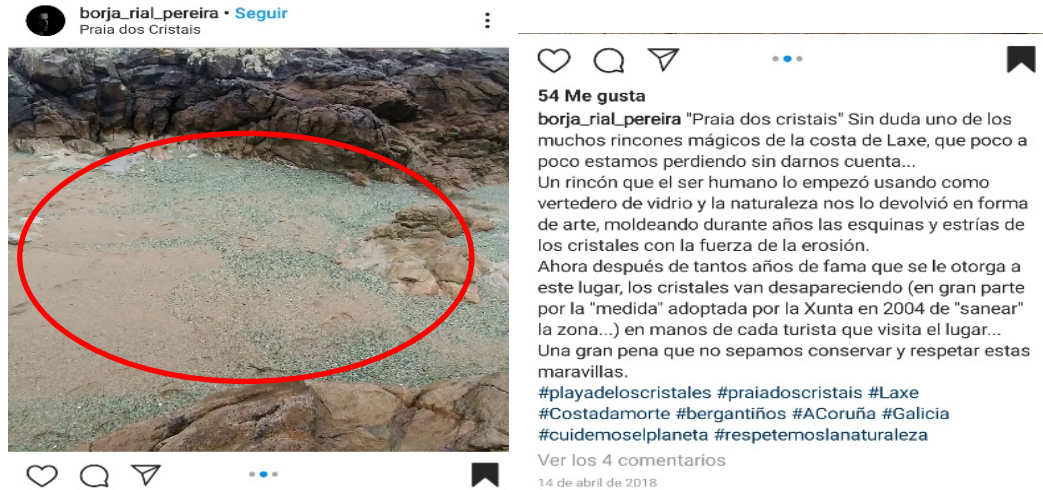 borja_rial_pereira • Seguir
Praia dos Cristais
54 Me gusta
borja_rial_pereira "Praia dos cristais" Sin duda uno de los
muchos rincones mágicos de la costa de Laxe, que poco a
poco estamos perdiendo sin darnos cuenta...
Un rincón que el ser humano lo empezó usando como
vertedero de vidrio y la naturaleza nos lo devolvió en forma
de arte, moldeando durante años las esquinas y estrías de
los cristales con la fuerza de la erosión.
Ahora después de tantos años de fama que se le otorga a
este lugar, los cristales van desapareciendo (en gran parte
por la "medida" adoptada por la Xunta en 2004 de "sanear"
la zona...) en manos de cada turista que visita el lugar...
Una gran pena que no sepamos conservar y respetar estas
maravillas.
#playadeloscristales #praiadoscristais #Laxe
#Costadamorte #bergantiños #ACoruña #Galicia
#cuidemoselplaneta #respetemoslanaturaleza
Ver los 4 comentarios
14 de abril de 2018